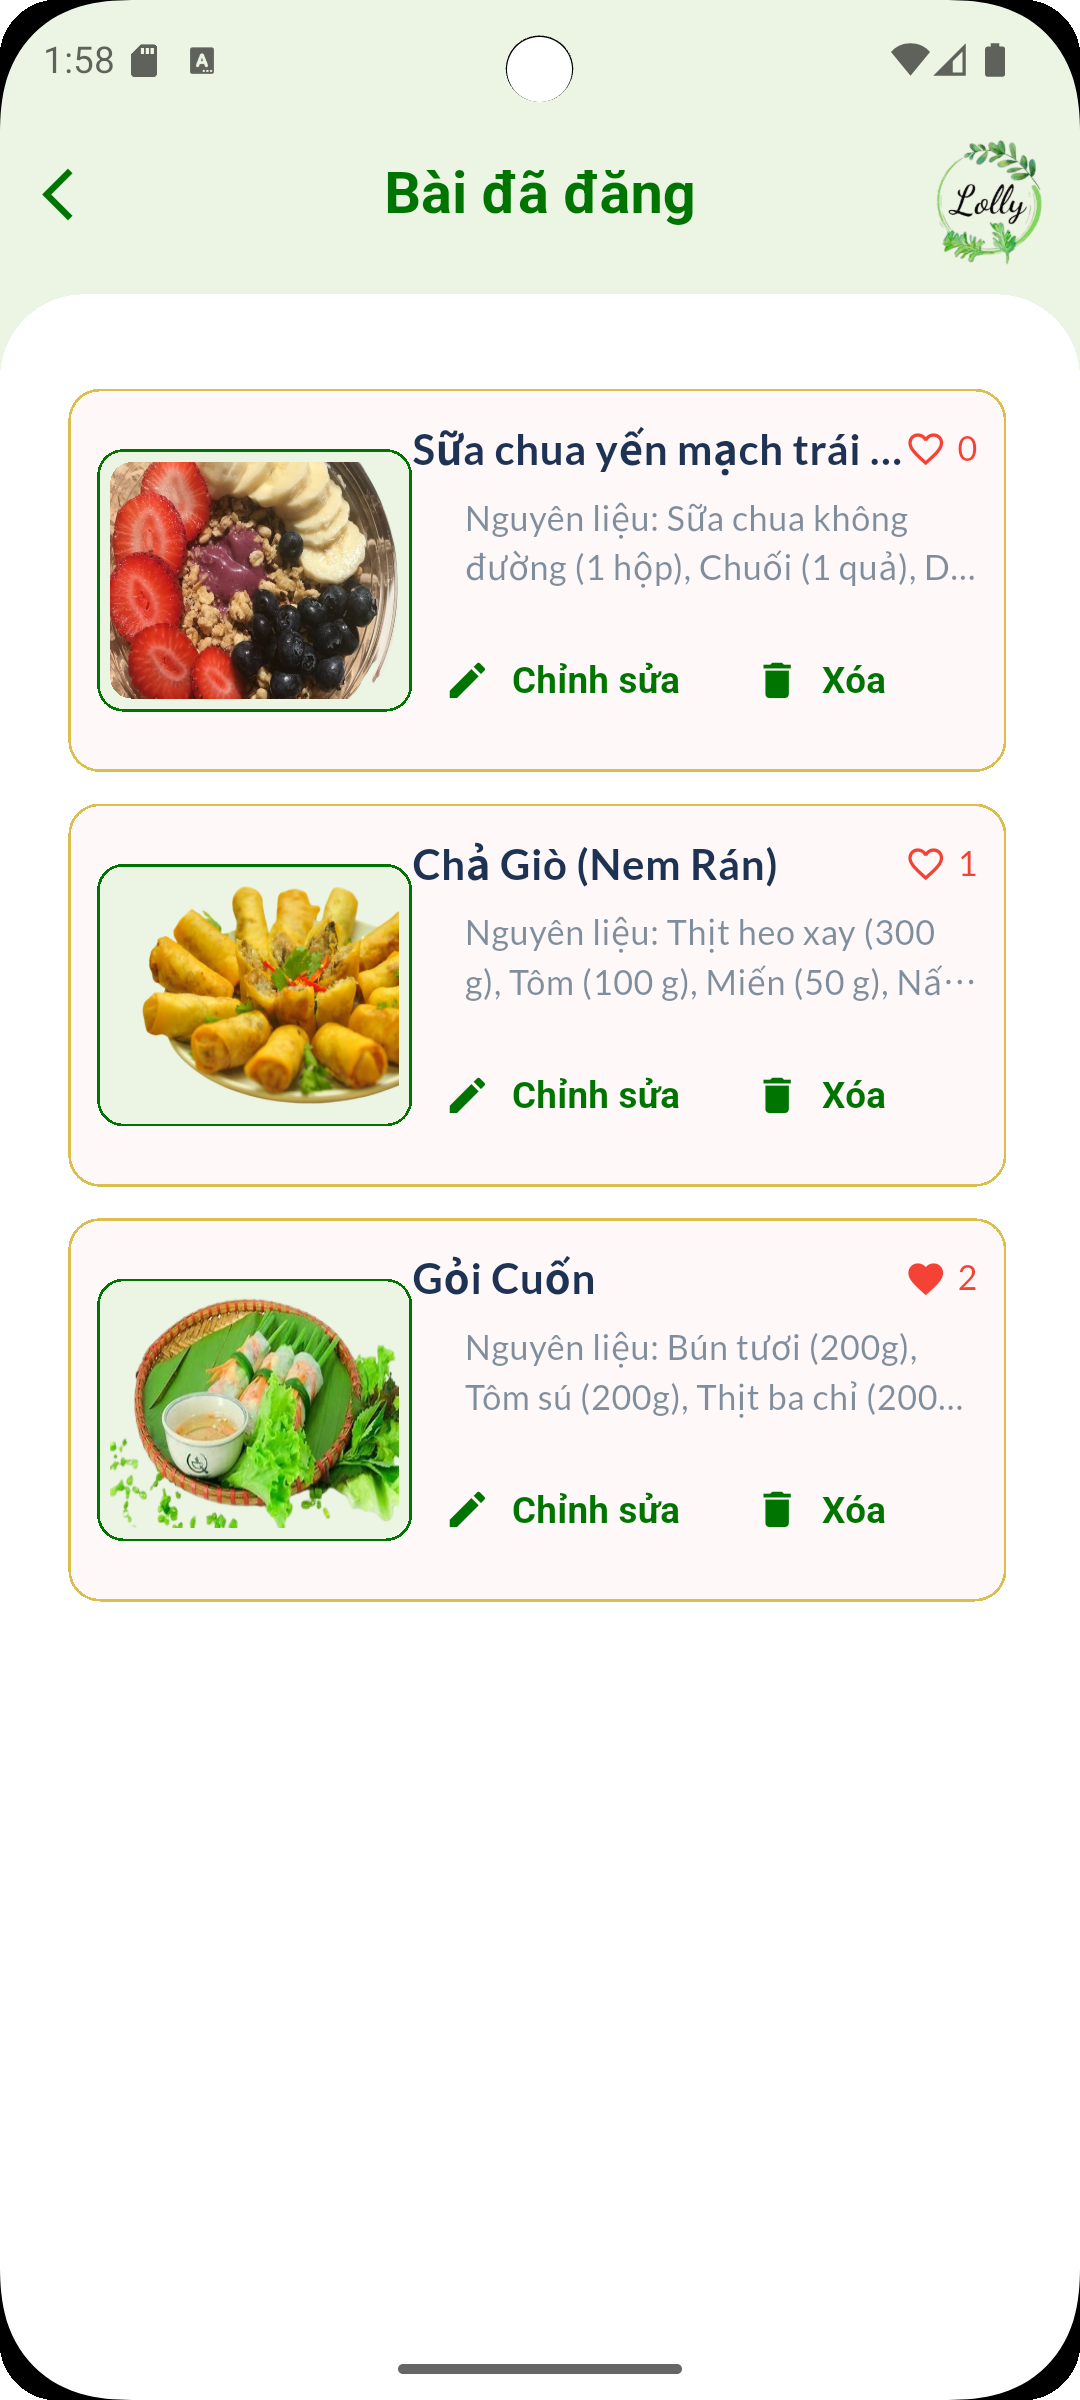 1:58
Bài đã đăng
Lolly
Sữa chua yến mạch trái ...
0
Nguyên liệu: Sữa chua không
đường (1 hộp), Chuối (1 quả), D...
Chỉnh sửa
Xóa
Chả Giò (Nem Rán)
1
Nguyên liệu: Thịt heo xay (300
g), Tôm (100 g), Miến (50 g), Nấ...
Chỉnh sửa
Xóa
Gỏi Cuốn
2
Nguyên liệu: Bún tươi (200g),
Tôm sú (200g), Thịt ba chỉ (200...
Chỉnh sửa
Xóa